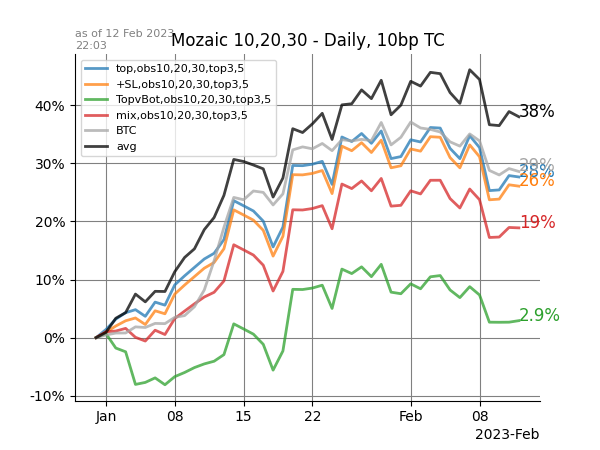 as of 12 Feb 2023
22:03
Mozaic 10,20,30 - Daily, 10bp TC
top,obs10,20,30,top3,5
+SL,obs10,20,30,top3,5
TopvBot,obs10,20,30,top3,5
mix,obs10,20,30,top3,5
BTC
avg
40%
30%
20%
10%
0%
-10%
38%
28%
26%
19%
2.9%
Jan
08
15
22
Feb
08
2023-Feb